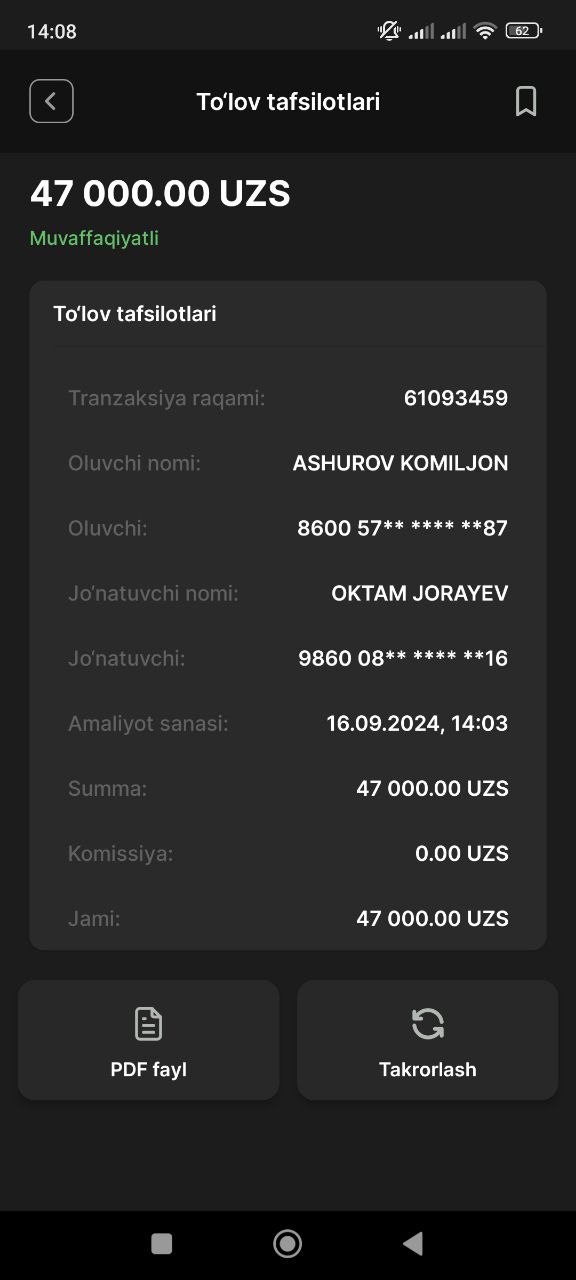 14:08
62
To‘lov tafsilotlari
47 000.00 UZS
Muvaffaqiyatli
To‘lov tafsilotlari
Tranzaksiya raqami: 61093459
Oluvchi nomi: ASHUROV KOMILJON
Oluvchi: 8600 57** **** **87
Jo‘natuvchi nomi: OKTAM JORAYEV
Jo‘natuvchi: 9860 08** **** **16
Amaliyot sanasi: 16.09.2024, 14:03
Summa: 47 000.00 UZS
Komissiya: 0.00 UZS
Jami: 47 000.00 UZS
PDF fayl
Takrorlash